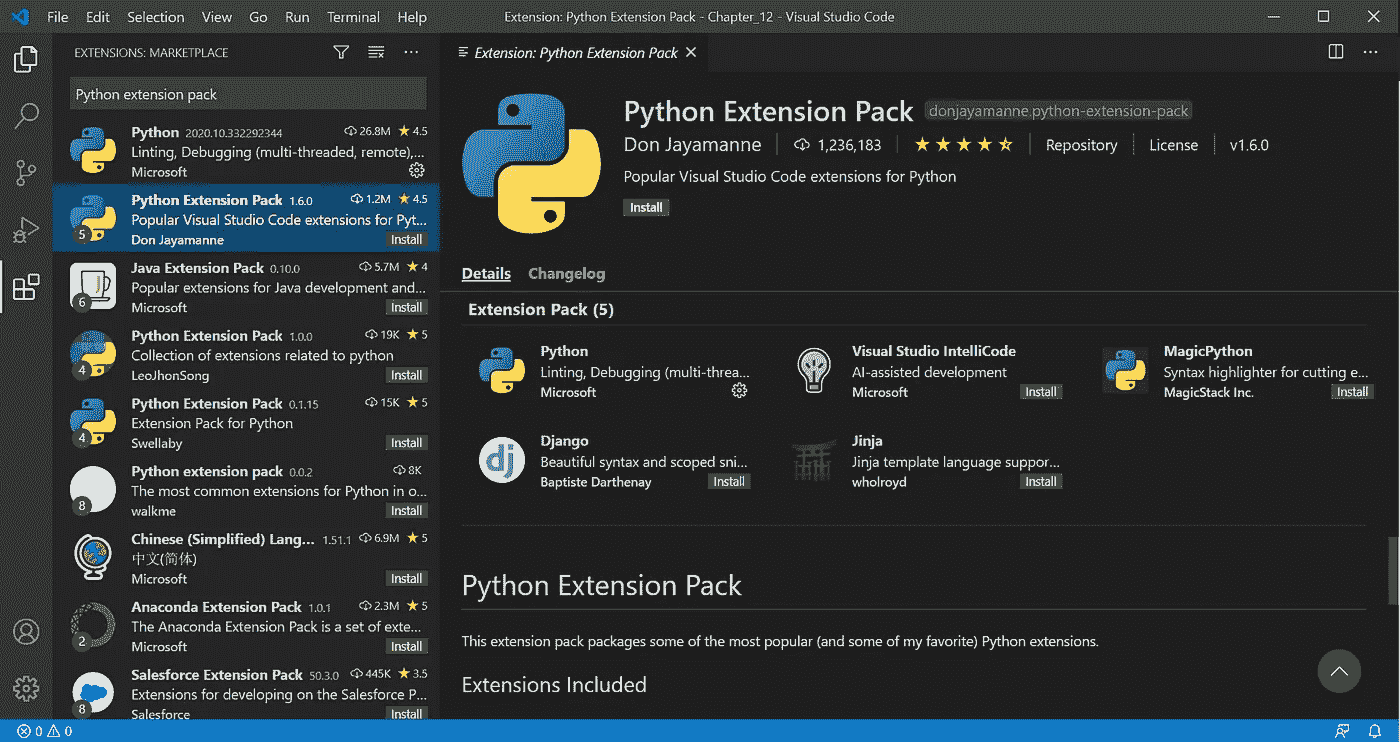 File Edit Selection View Go Run Terminal Help
Extension: Python Extension Pack - Chapter_12 - Visual Studio Code
EXTENSIONS: MARKETPLACE
Python extension pack
Python 2020.10.332292344 26.8M 4.5
Linting, Debugging (multi-threaded, remote),...
Microsoft
Python Extension Pack 1.6.0 1.2M 4.5
Popular Visual Studio Code extensions for Pyt...
5
Don Jayamanne Install
Java Extension Pack 0.10.0 5.7M 4
Popular extensions for Java development and...
6
Microsoft Install
Python Extension Pack 1.0.0 19K 5
Collection of extensions related to python
4
LeoJhonSong Install
Python Extension Pack 0.1.15 15K 5
Extension Pack for Python
4
Swellaby Install
Python extension pack 0.0.2 8K
The most common extensions for Python in o...
8
walkme Install
Chinese (Simplified) Lang... 1.51.1 6.9M 5
中文(简体)
Microsoft Install
Anaconda Extension Pack 1.0.1 2.3M 5
The Anaconda Extension Pack is a set of exte...
2
Microsoft Install
Salesforce Extension Pack 50.3.0 445K 3.5
Extensions for developing on the Salesforce P...
8
Salesforce Install
Extension: Python Extension Pack
Python Extension Pack donjayamanne.python-extension-pack
Don Jayamanne 1,236,183 Repository License v1.6.0
Popular Visual Studio Code extensions for Python
Install
Details Changelog
Extension Pack (5)
Python
Linting, Debugging (multi-threa...
Microsoft
Visual Studio IntelliCode
AI-assisted development
Microsoft Install
MagicPython
Syntax highlighter for cutting e...
MagicStack Inc. Install
dj
Django
Beautiful syntax and scoped sni...
Baptiste Darthenay Install
Jinja
Jinja template language suppor...
wholroyd Install
Python Extension Pack
This extension pack packages some of the most popular (and some of my favorite) Python extensions.
Extensions Included
0 0